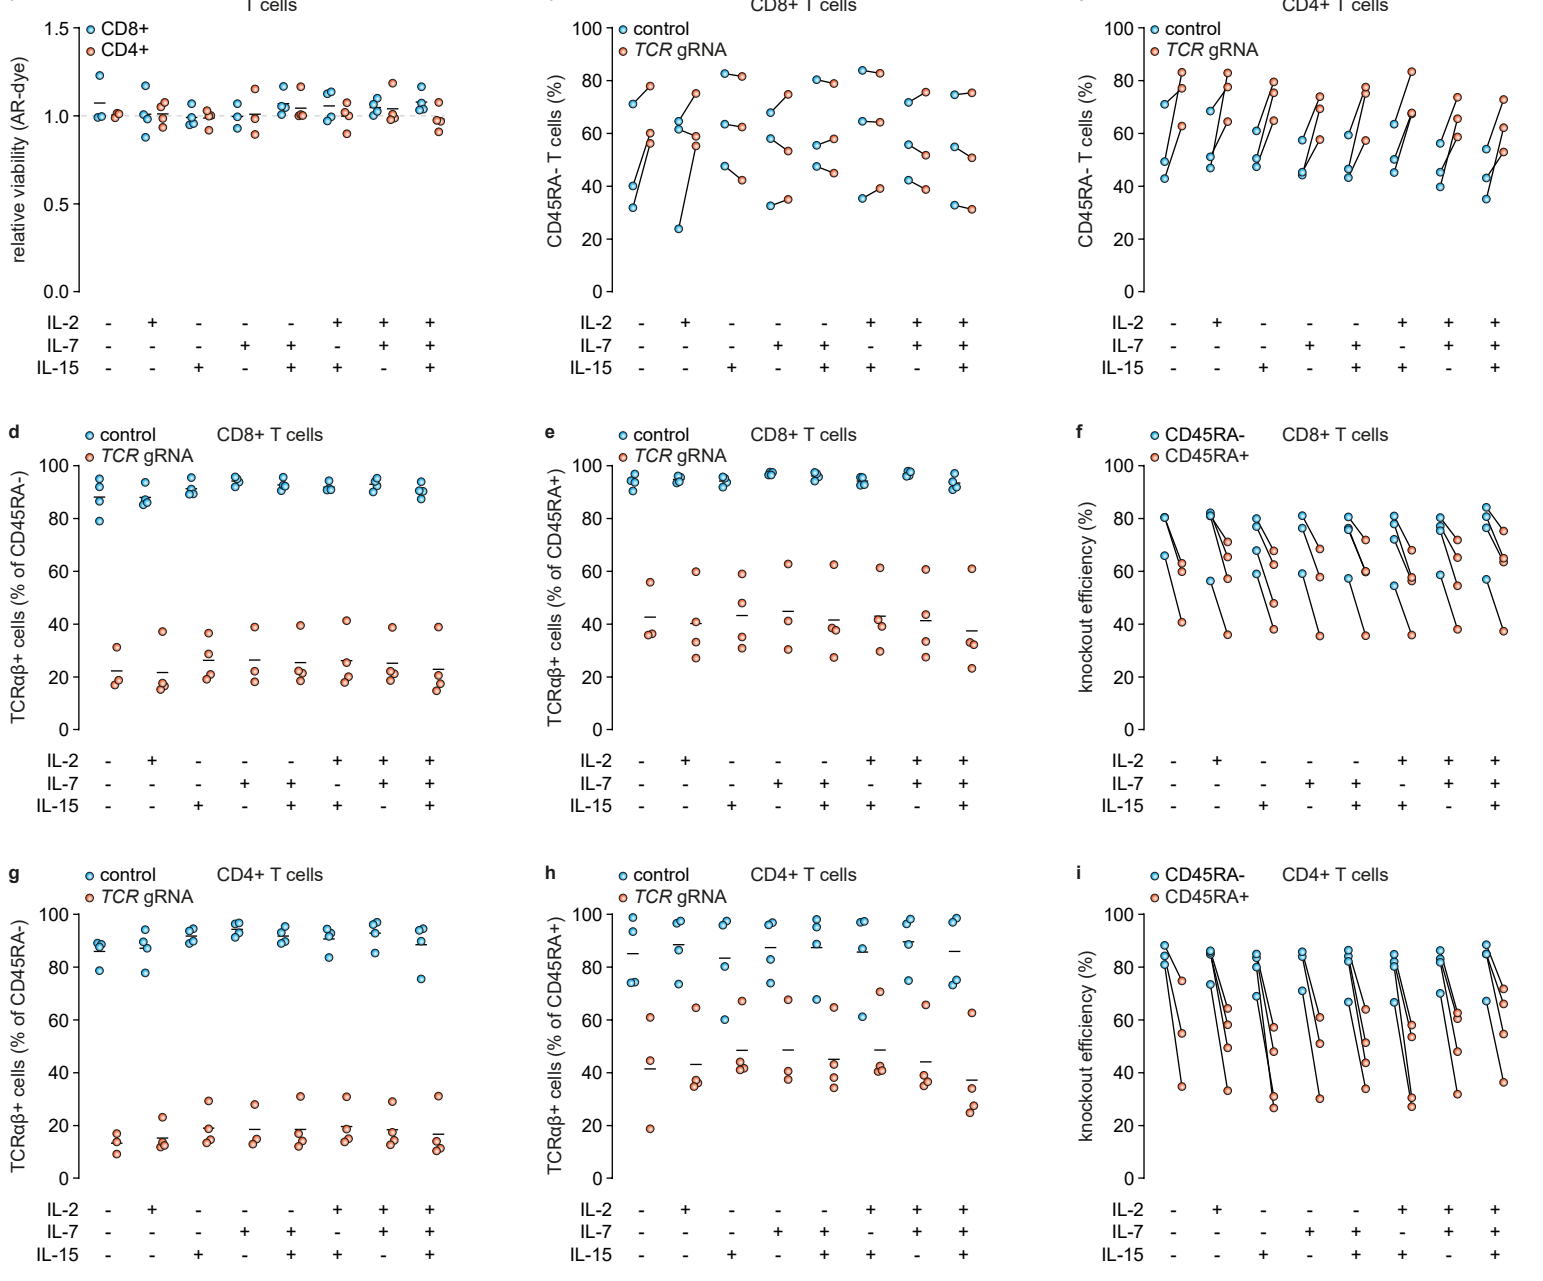 T cells
CD8+ T cells
CD4+ T cells
CD8+
CD4+
control
TCR gRNA
control
TCR gRNA
relative viability (AR-dye)
1.5
1.0
0.5
0.0
CD45RA- T cells (%)
100
80
60
40
20
0
CD45RA- T cells (%)
100
80
60
40
20
0
IL-2 - + - - - + + +
IL-7 - - - + + - + +
IL-15 - - + - + + - +
IL-2 - + - - - + + +
IL-7 - - - + + - + +
IL-15 - - + - + + - +
IL-2 - + - - - + + +
IL-7 - - - + + - + +
IL-15 - - + - + + - +
d
control
TCR gRNA
CD8+ T cells
TCRαβ+ cells (% of CD45RA-)
100
80
60
40
20
0
IL-2 - + - - - + + +
IL-7 - - - + + - + +
IL-15 - - + - + + - +
e
control
TCR gRNA
CD8+ T cells
TCRαβ+ cells (% of CD45RA+)
100
80
60
40
20
0
IL-2 - + - - - + + +
IL-7 - - - + + - + +
IL-15 - - + - + + - +
f
CD45RA-
CD45RA+
CD8+ T cells
knockout efficiency (%)
100
80
60
40
20
0
IL-2 - + - - - + + +
IL-7 - - - + + - + +
IL-15 - - + - + + - +
g
control
TCR gRNA
CD4+ T cells
TCRαβ+ cells (% of CD45RA-)
100
80
60
40
20
0
IL-2 - + - - - + + +
IL-7 - - - + + - + +
IL-15 - - + - + + - +
h
control
TCR gRNA
CD4+ T cells
TCRαβ+ cells (% of CD45RA+)
100
80
60
40
20
0
IL-2 - + - - - + + +
IL-7 - - - + + - + +
IL-15 - - + - + + - +
i
CD45RA-
CD45RA+
CD4+ T cells
knockout efficiency (%)
100
80
60
40
20
0
IL-2 - + - - - + + +
IL-7 - - - + + - + +
IL-15 - - + - + + - +